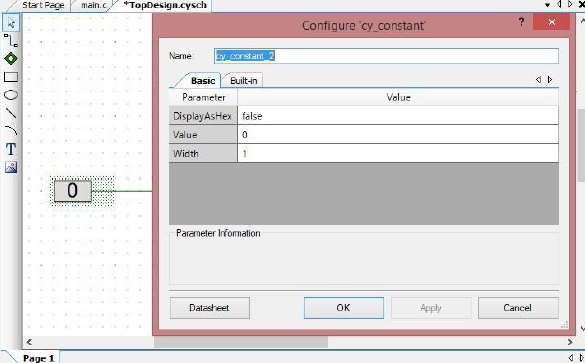 Start Page main.c *TopDesign.cysch
Configure 'cy_constant'
?
Name: cy_constant_2
Basic Built-in
Parameter Value
DisplayAsHex false
Value 0
Width 1
T
0
Parameter Information
Datasheet OK Apply Cancel
Page 1